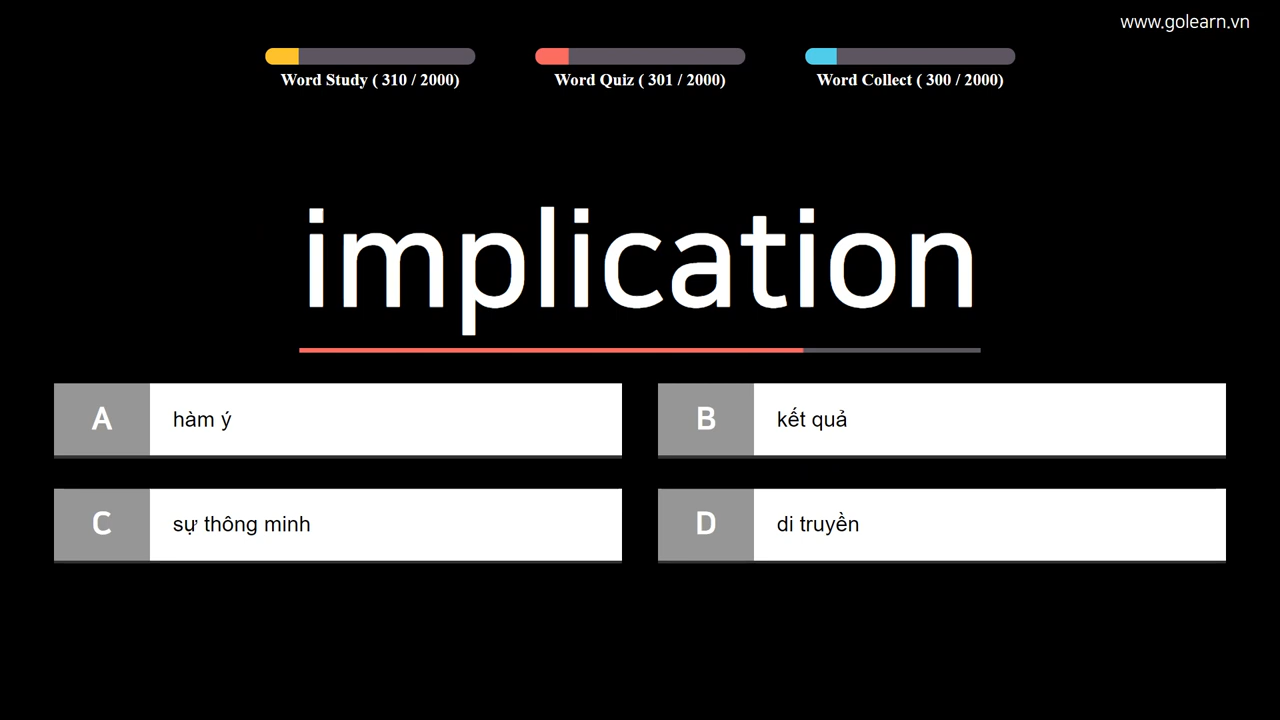 www.golearn.vn
Word Study ( 310 / 2000)
Word Quiz ( 301 / 2000)
Word Collect ( 300 / 2000)
implication
A hàm ý
B kết quả
C sự thông minh
D di truyền